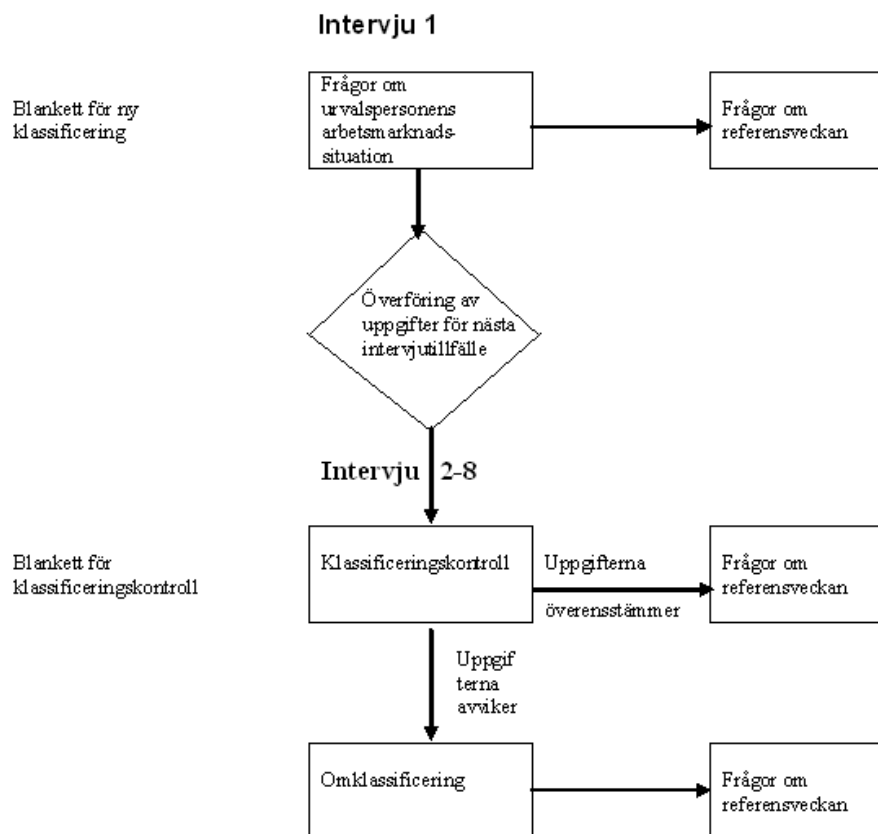 Intervju 1
Blankett för ny
klassificering
Frågor om
urvalspersonens
arbetsmarknads-
situation
Frågor om
referensveckan
Överföring av
uppgifter för nästa
intervjutillfälle
Intervju 2-8
Blankett för
klassificeringskontroll
Klassificeringskontroll
Uppgifterna
överensstämmer
Frågor om
referensveckan
Uppgif
terna
avviker
Omklassificering
Frågor om
referensveckan